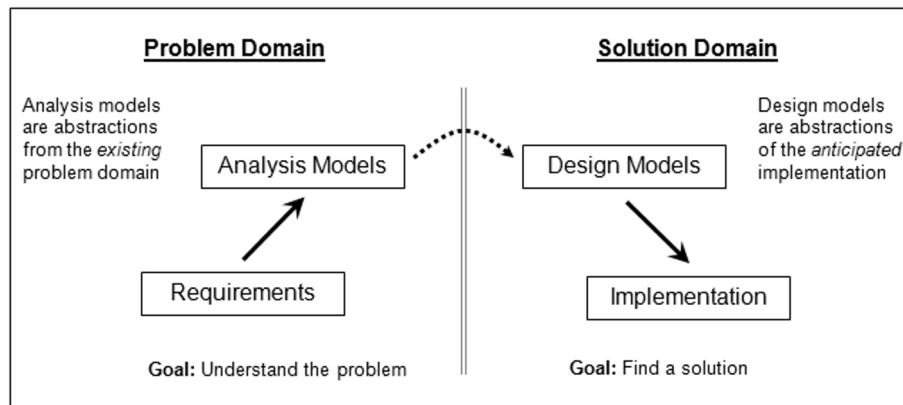 Problem Domain
Solution Domain
Analysis models
are abstractions
from the existing
problem domain
Design models
are abstractions
of the anticipated
implementation
Analysis Models
Design Models
Requirements
Implementation
Goal: Understand the problem
Goal: Find a solution